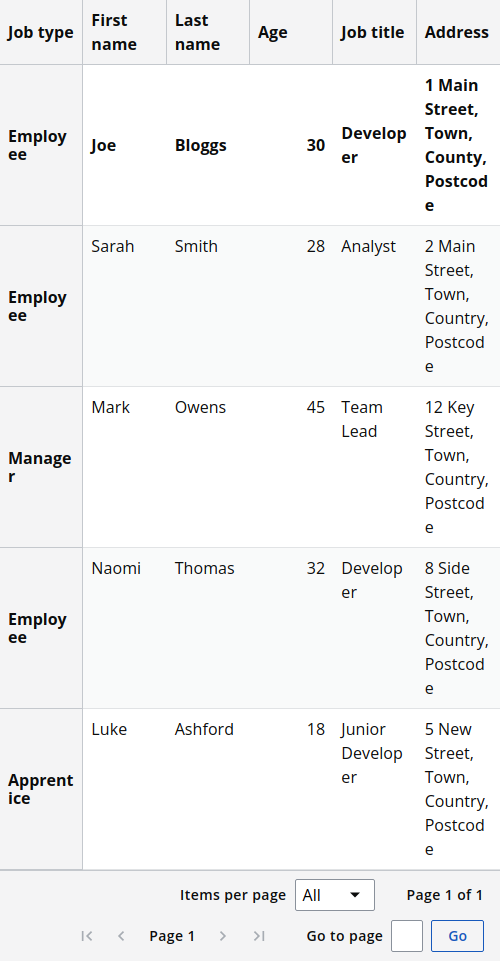 Job type First name Last name Age Job title Address
Employee Joe Bloggs 30 Developer 1 Main Street, Town, County, Postcode
Employee Sarah Smith 28 Analyst 2 Main Street, Town, Country, Postcode
Manager Mark Owens 45 Team Lead 12 Key Street, Town, Country, Postcode
Employee Naomi Thomas 32 Developer 8 Side Street, Town, Country, Postcode
Apprentice Luke Ashford 18 Junior Developer 5 New Street, Town, Country, Postcode
Items per page All Page 1 of 1
Page 1 Go to page Go